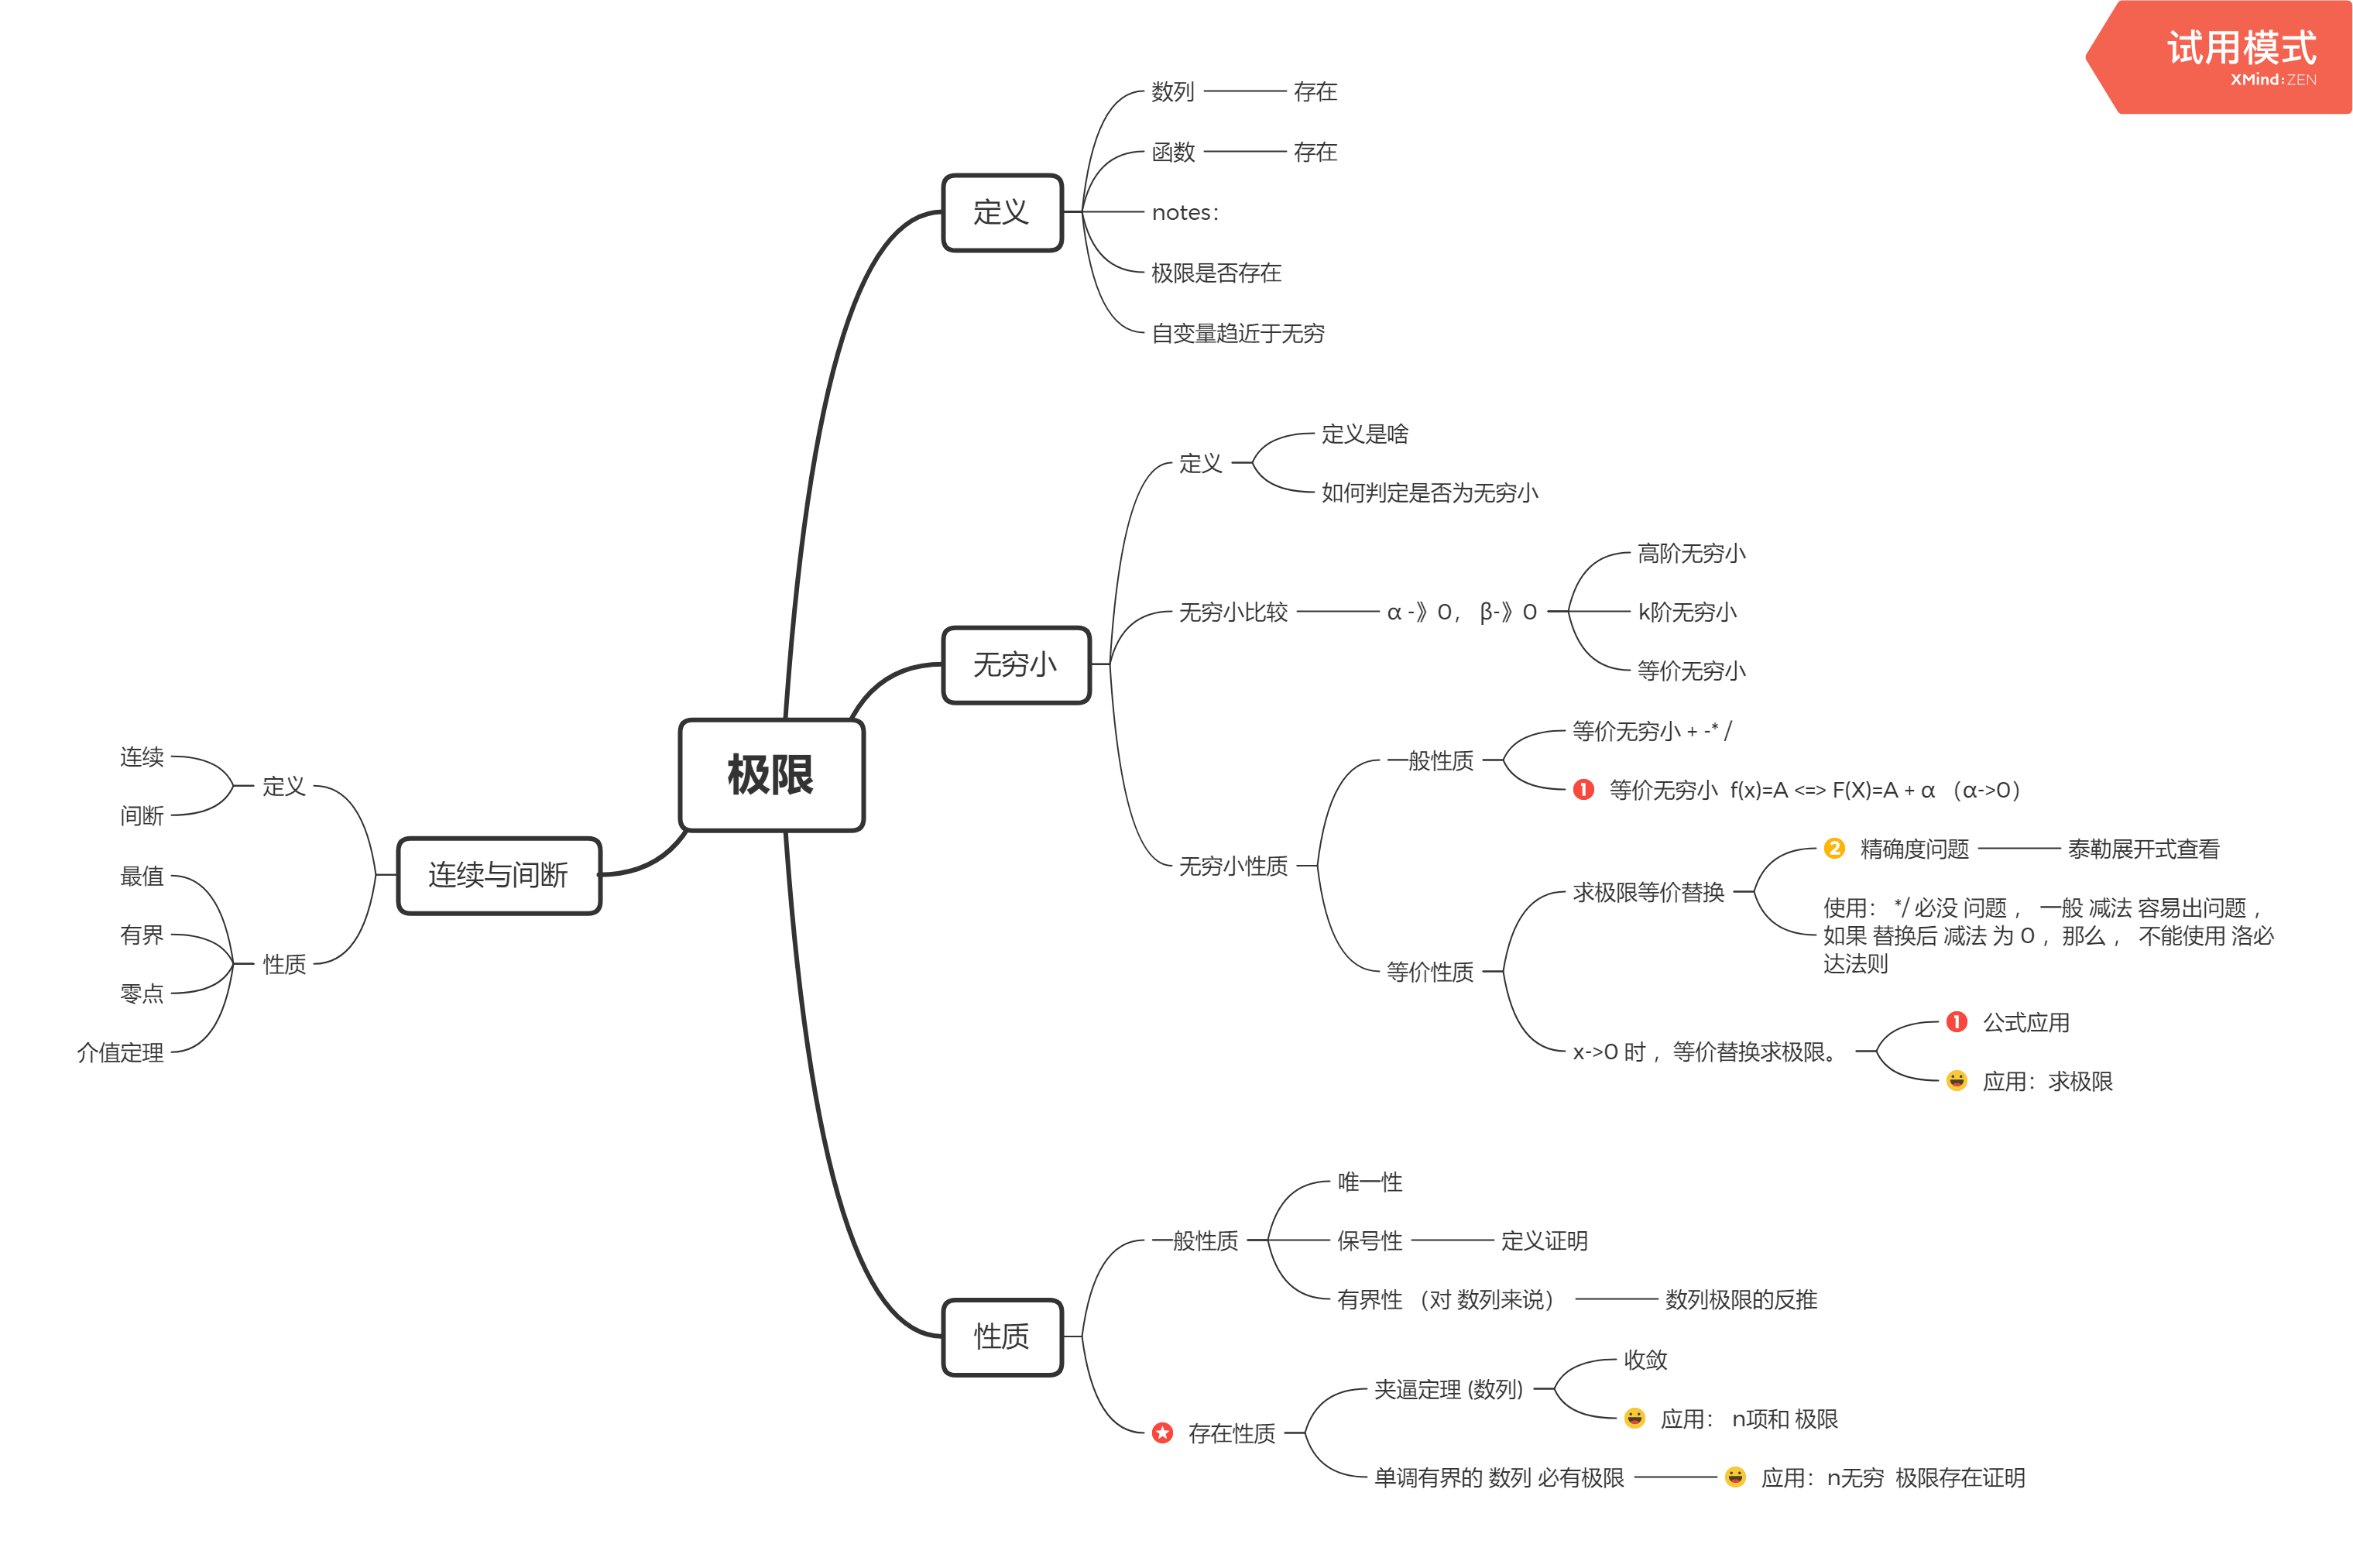 试用模式
XMind:ZEN
极限
定义
数列
存在
函数
存在
notes：
极限是否存在
自变量趋近于无穷
无穷小
定义
定义是啥
如何判定是否为无穷小
无穷小比较
α -》0， β-》0
高阶无穷小
k阶无穷小
等价无穷小
无穷小性质
一般性质
等价无穷小 + -* /
1 等价无穷小 f(x)=A <=> F(X)=A + α （α->0）
等价性质
求极限等价替换
2 精确度问题
泰勒展开式查看
使用： */ 必没 问题 ， 一般 减法 容易出问题 ，
如果 替换后 减法 为 0 ，那么 ， 不能使用 洛必
达法则
x->0 时 ，等价替换求极限。
1 公式应用
应用：求极限
性质
一般性质
唯一性
保号性
定义证明
有界性 （对 数列来说）
数列极限的反推
存在性质
夹逼定理 (数列)
收敛
应用： n项和 极限
单调有界的 数列 必有极限
应用：n无穷 极限存在证明
连续与间断
定义
连续
间断
性质
最值
有界
零点
介值定理